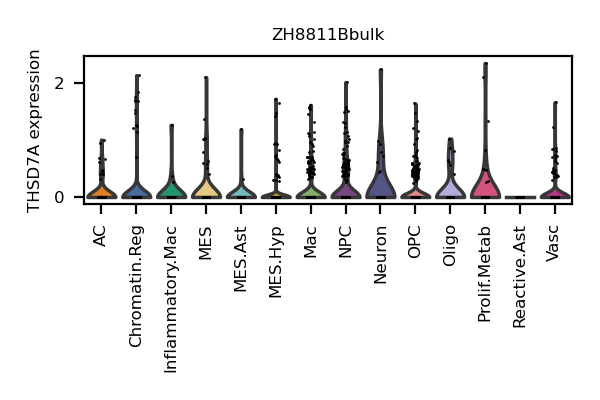 ZH8811Bbulk
THSD7A expression
2
0
AC
Chromatin.Reg
Inflammatory.Mac
MES
MES.Ast
MES.Hyp
Mac
NPC
Neuron
OPC
Oligo
Prolif.Metab
Reactive.Ast
Vasc